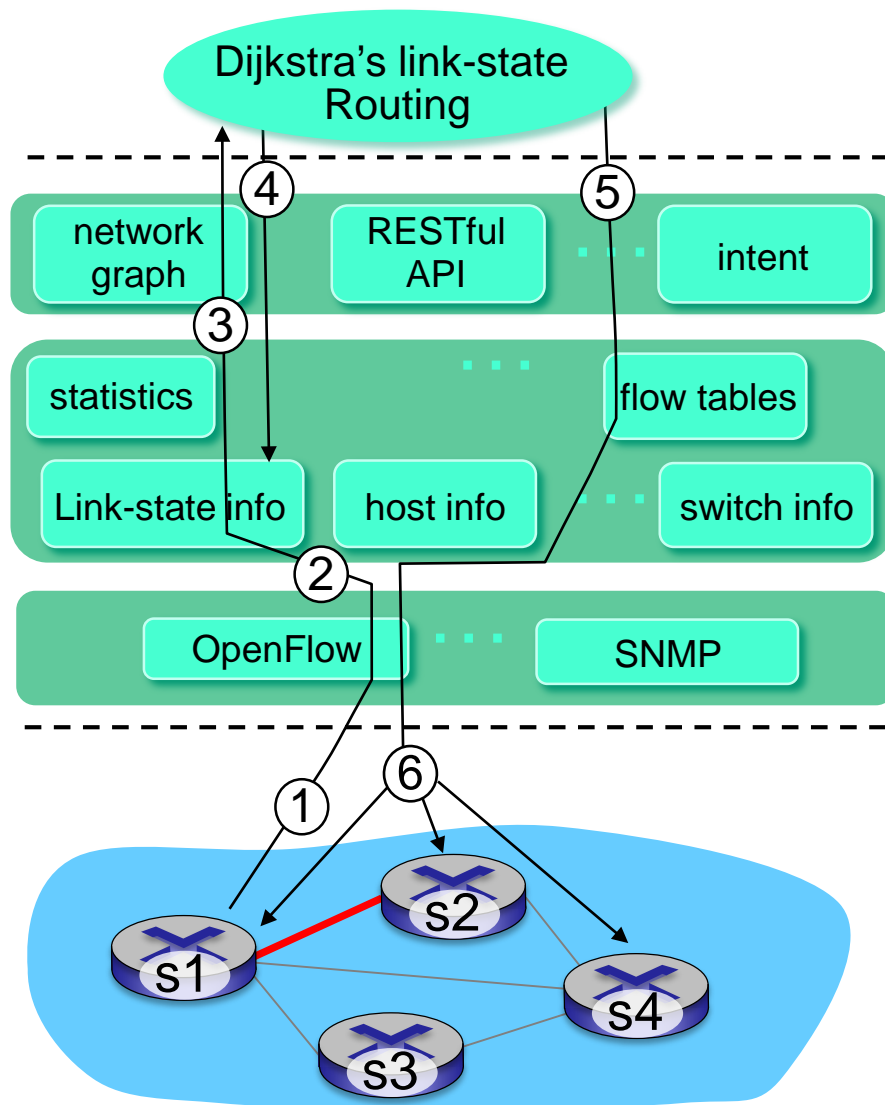 Dijkstra's link-state
Routing
4
5
network
graph
RESTful
API
intent
3
statistics
flow tables
Link-state info
host info
switch info
2
OpenFlow
SNMP
1
6
s2
s1
s4
s3